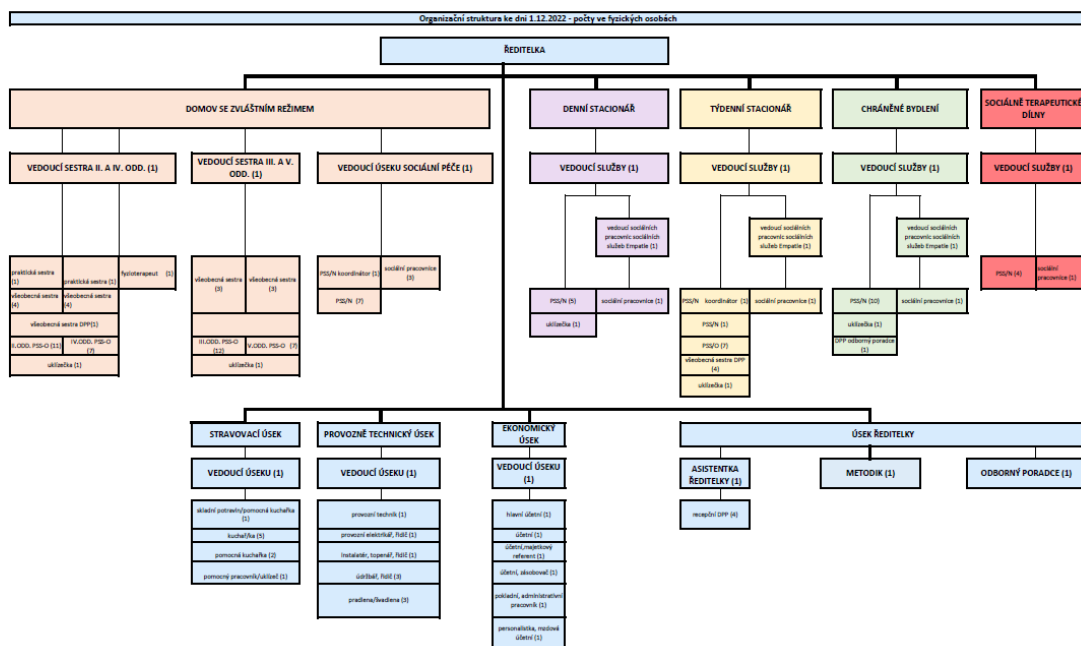 Organizační struktura ke dni 1.12.2022 - počty ve fyzických osobách
ŘEDITELKA
DOMOV SE ZVLÁŠTNÍM REŽIMEM
DENNÍ STACIONÁŘ
TÝDENNÍ STACIONÁŘ
CHRÁNĚNÉ BYDLENÍ
SOCIÁLNĚ TERAPEUTICKÉ
DÍLNY
VEDOUCÍ SESTRA II. A IV. ODD. (1)
VEDOUCÍ SESTRA III. A V.
ODD. (1)
VEDOUCÍ ÚSEKU SOCIÁLNÍ PÉČE (1)
VEDOUCÍ SLUŽBY (1)
VEDOUCÍ SLUŽBY (1)
VEDOUCÍ SLUŽBY (1)
VEDOUCÍ SLUŽBY (1)
vedoucí sociálních
pracovnic sociálních
služeb Empatie (1)
vedoucí sociálních
pracovnic sociálních
služeb Empatie (1)
vedoucí sociálních
pracovnic sociálních
služeb Empatie (1)
praktická sestra
(1)
praktická sestra (1)
fyzioterapeut (1)
všeobecná sestra
(4)
všeobecná sestra
(4)
všeobecná sestra DPP(1)
II.ODD. PSS-O (11)
IV.ODD. PSS-O
(7)
uklízečka (1)
všeobecná sestra
(3)
všeobecná sestra
(3)
III.ODD. PSS-O
(12)
V.ODD. PSS-O (7)
uklízečka (1)
PSS/N koordinátor (1)
sociální pracovnice
(3)
PSS/N (7)
PSS/N (5)
sociální pracovnice (1)
uklízečka (1)
PSS/N koordinátor (1)
sociální pracovnice (1)
PSS/N (1)
PSS/O (7)
všeobecná sestra DPP
(4)
uklízečka (1)
PSS/N (10)
sociální pracovnice (1)
uklízečka (1)
DPP odborný poradce
(1)
PSS/N (4)
sociální
pracovnice (1)
STRAVOVACÍ ÚSEK
PROVOZNĚ TECHNICKÝ ÚSEK
EKONOMICKÝ
ÚSEK
ÚSEK ŘEDITELKY
VEDOUCÍ ÚSEKU (1)
VEDOUCÍ ÚSEKU (1)
VEDOUCÍ ÚSEKU
(1)
ASISTENTKA
ŘEDITELKY (1)
METODIK (1)
ODBORNÝ PORADCE (1)
skladní potravin/pomocná kuchařka
(1)
kuchař/ka (5)
pomocná kuchařka (2)
pomocný pracovník/uklízeč (1)
provozní technik (1)
provozní elektrikář, řidič (1)
instalatér, topenář, řidič (1)
údržbář, řidič (3)
pradlena/švadlena (3)
hlavní účetní (1)
účetní (1)
účetní,majetkový
referent (1)
účetní, zásobovač (1)
pokladní, administrativní
pracovník (1)
personalistka, mzdová
účetní (1)
recepční DPP (4)